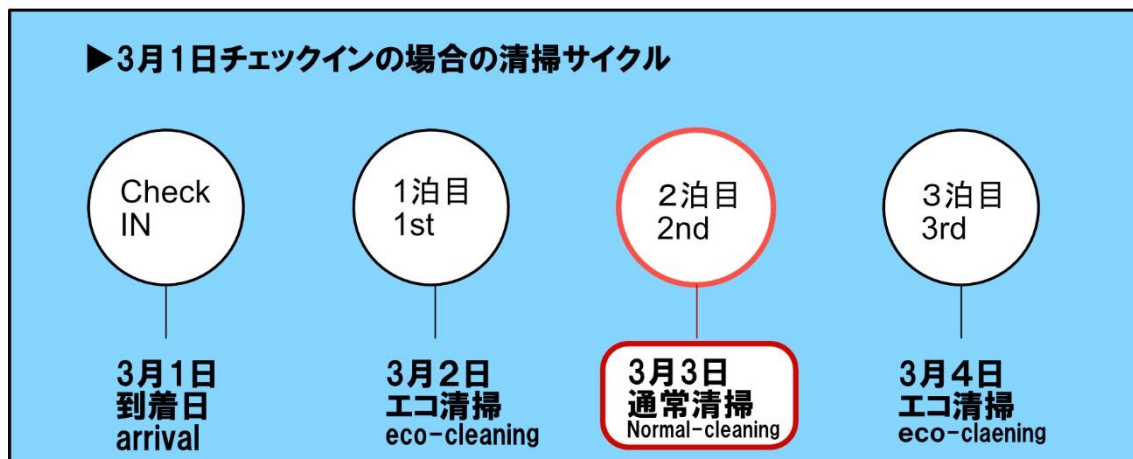 ▶3月1日チェックインの場合の清掃サイクル
Check
IN
1泊目
1st
２泊目
2nd
３泊目
3rd
3月1日
到着日
arrival
3月2日
エコ清掃
eco-cleaning
3月3日
通常清掃
Normal-cleaning
3月4日
エコ清掃
eco-claening